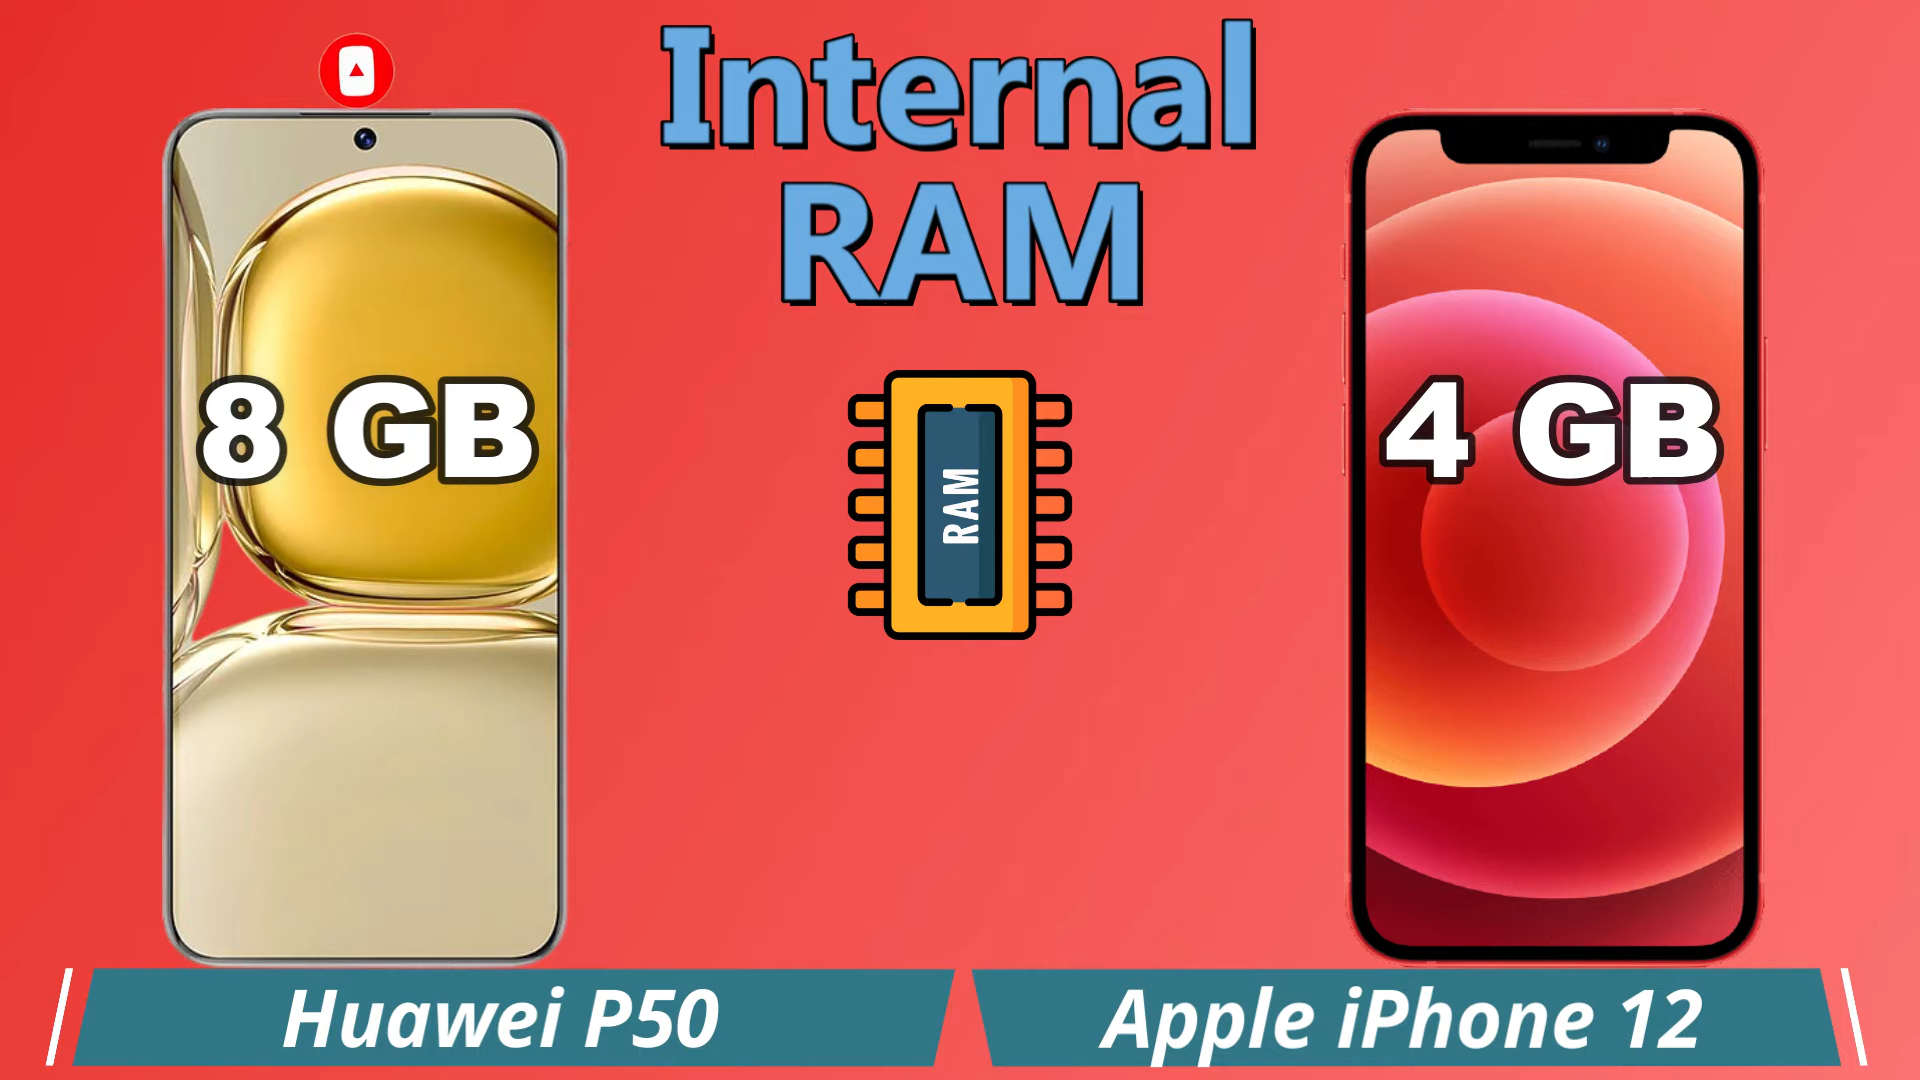 Internal
RAM
8 GB
4 GB
RAM
Huawei P50
Apple iPhone 12